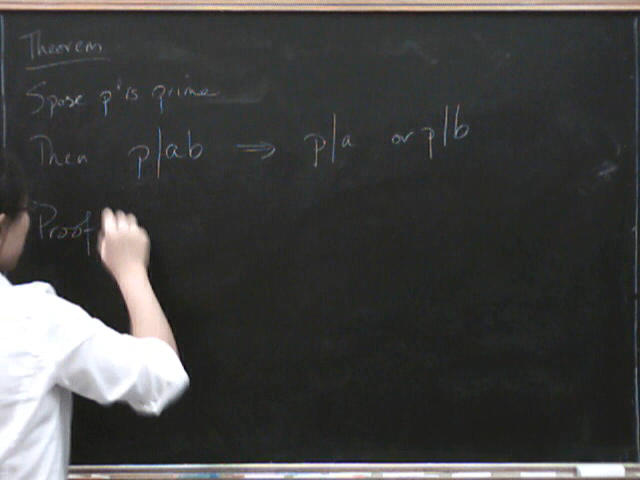 Theorem
Spose p is prime
Then p|ab ⇒ p|a or p|b
Proof